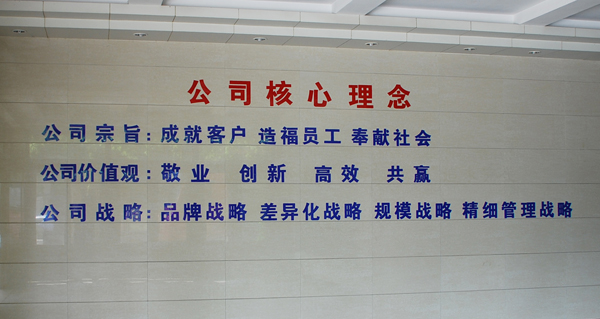 公司核心理念
公司宗旨：成就客户 造福员工 奉献社会
公司价值观：敬业 创新 高效 共赢
公司战略：品牌战略 差异化战略 规模战略 精细管理战略